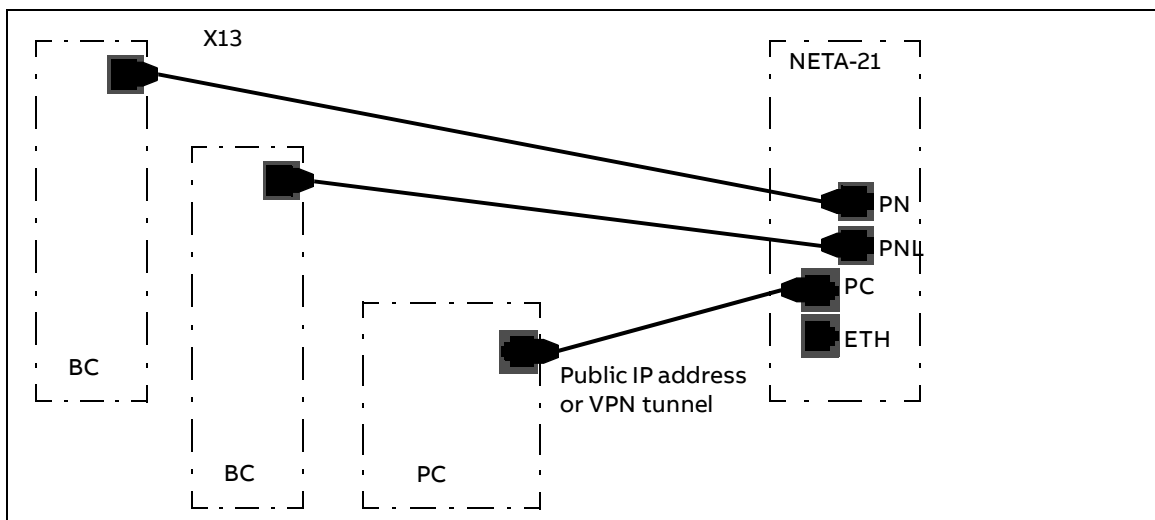 X13
NETA-21
PN
PNL
PC
ETH
Public IP address
or VPN tunnel
BC
BC
PC